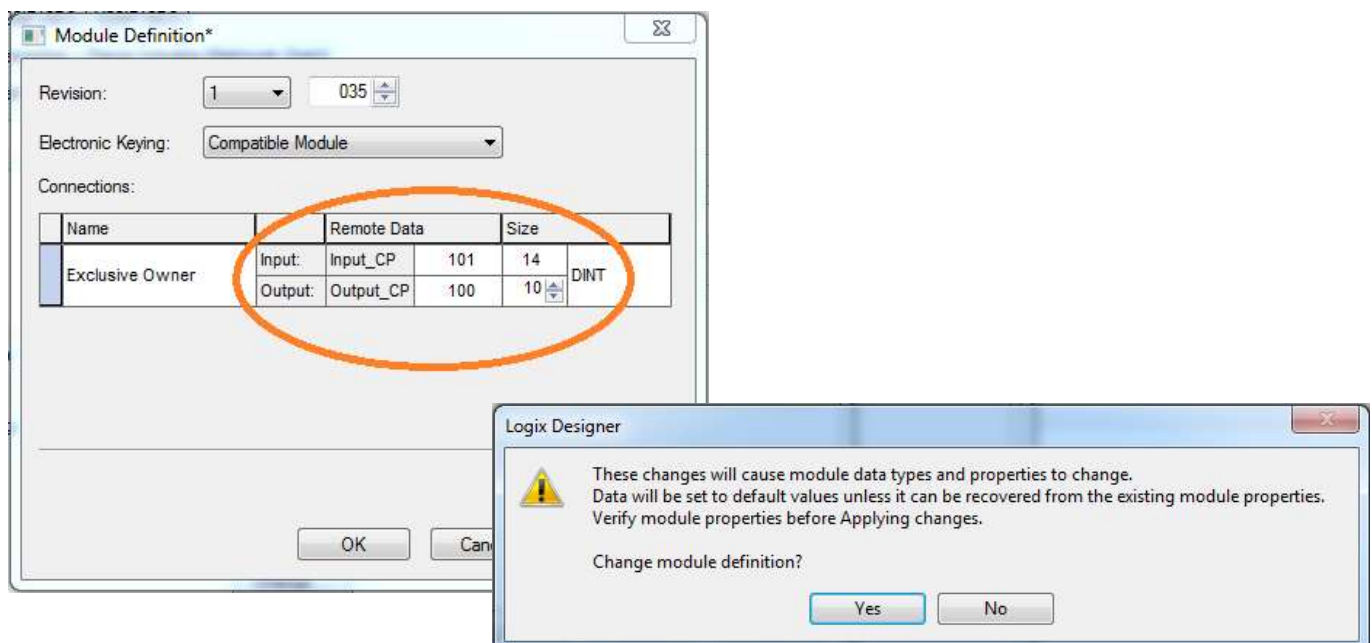 Module Definition*
Revision: 1 035
Electronic Keying: Compatible Module
Connections:
Name Remote Data Size
Exclusive Owner Input: Input_CP 101 14 DINT
Output: Output_CP 100 10
OK
Logix Designer
These changes will cause module data types and properties to change.
Data will be set to default values unless it can be recovered from the existing module properties.
Verify module properties before Applying changes.
Change module definition?
Yes No